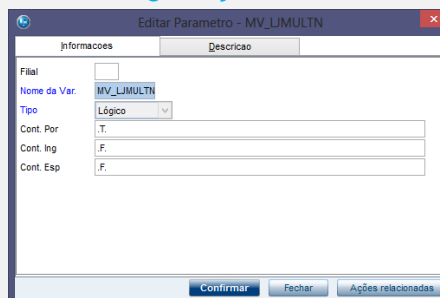 Editar Parametro - MV_LJMULTN
Informacoes
Descricao
Filial
Nome da Var. MV_LJMULTN
Tipo Lógico
Cont. Por .T.
Cont. Ing .F.
Cont. Esp .F.
Confirmar Fechar Ações relacionadas